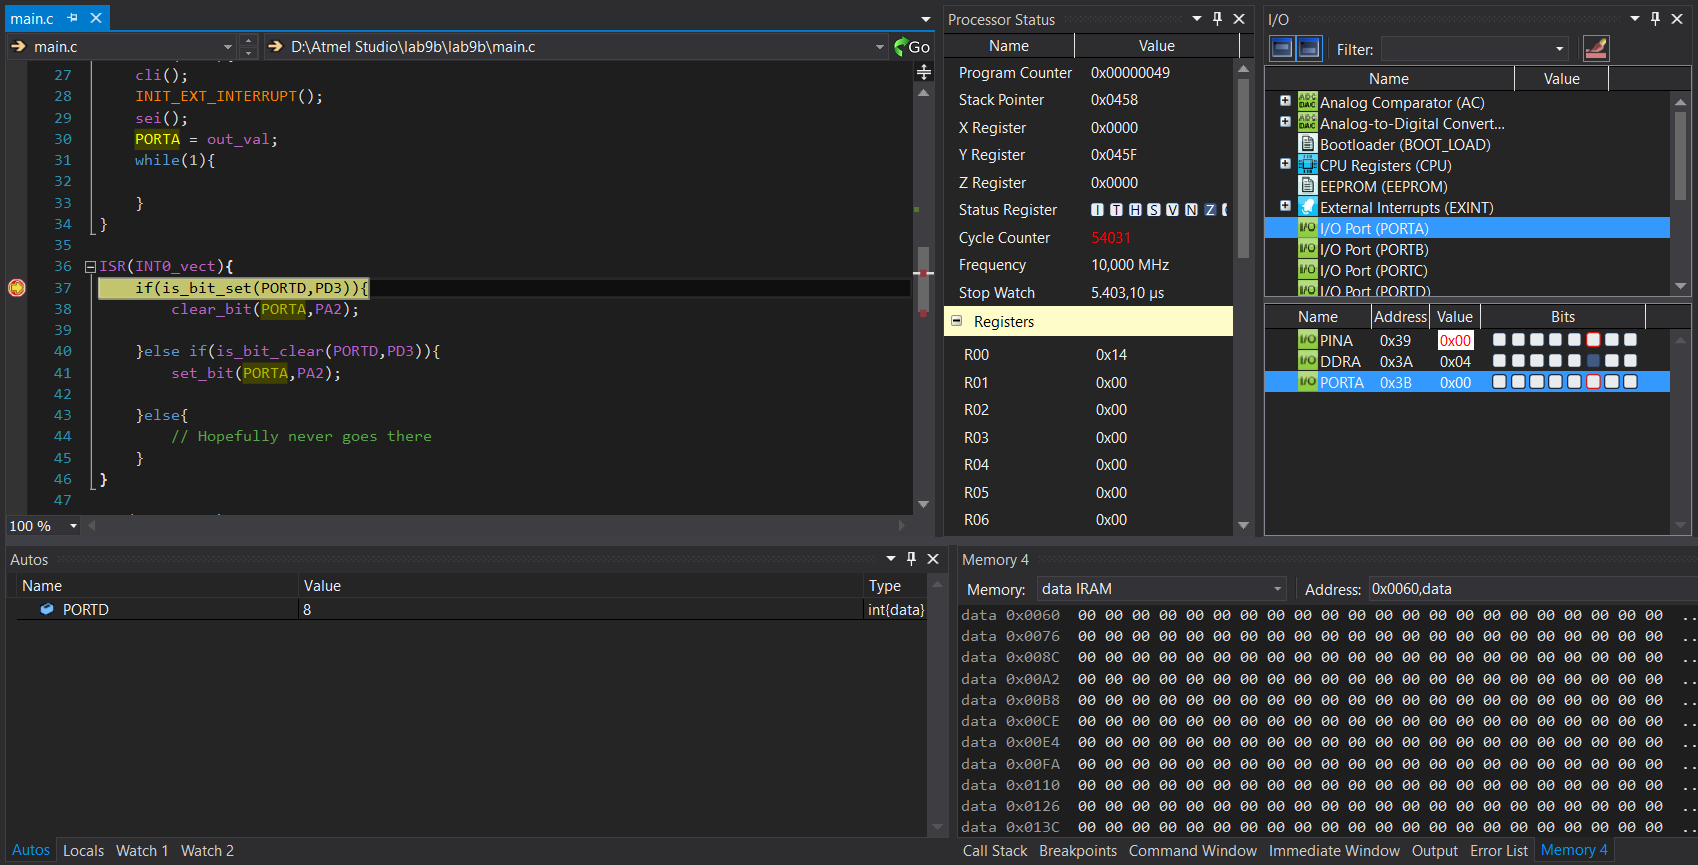 main.c
main.c
D:\Atmel Studio\lab9b\lab9b\main.c
Go
27 cli();
28 INIT_EXT_INTERRUPT();
29 sei();
30 PORTA = out_val;
31 while(1){
32
33 }
34 }
35
36 ISR(INT0_vect){
37 if(is_bit_set(PORTD,PD3)){
38 clear_bit(PORTA,PA2);
39
40 }else if(is_bit_clear(PORTD,PD3)){
41 set_bit(PORTA,PA2);
42
43 }else{
44 // Hopefully never goes there
45 }
46 }
47
100 %
Processor Status
Name Value
Program Counter 0x00000049
Stack Pointer 0x0458
X Register 0x0000
Y Register 0x045F
Z Register 0x0000
Status Register I T H S V N Z
Cycle Counter 54031
Frequency 10,000 MHz
Stop Watch 5.403,10 µs
Registers
R00 0x14
R01 0x00
R02 0x00
R03 0x00
R04 0x00
R05 0x00
R06 0x00
I/O
Filter:
Name Value
Analog Comparator (AC)
Analog-to-Digital Convert...
Bootloader (BOOT_LOAD)
CPU Registers (CPU)
EEPROM (EEPROM)
External Interrupts (EXINT)
I/O Port (PORTA)
I/O Port (PORTB)
I/O Port (PORTC)
I/O Port (PORTD)
Name Address Value Bits
I/O PINA 0x39 0x00
I/O DDRA 0x3A 0x04
I/O PORTA 0x3B 0x00
Autos
Name Value Type
PORTD 8 int{data}
Autos Locals Watch 1 Watch 2
Memory 4
Memory: data IRAM Address: 0x0060,data
data 0x0060 00 00 00 00 00 00 00 00 00 00 00 00 00 00 00 00 00 00 00 00 00 00 ..
data 0x0076 00 00 00 00 00 00 00 00 00 00 00 00 00 00 00 00 00 00 00 00 00 00 ..
data 0x008C 00 00 00 00 00 00 00 00 00 00 00 00 00 00 00 00 00 00 00 00 00 00 ..
data 0x00A2 00 00 00 00 00 00 00 00 00 00 00 00 00 00 00 00 00 00 00 00 00 00 ..
data 0x00B8 00 00 00 00 00 00 00 00 00 00 00 00 00 00 00 00 00 00 00 00 00 00 ..
data 0x00CE 00 00 00 00 00 00 00 00 00 00 00 00 00 00 00 00 00 00 00 00 00 00 ..
data 0x00E4 00 00 00 00 00 00 00 00 00 00 00 00 00 00 00 00 00 00 00 00 00 00 ..
data 0x00FA 00 00 00 00 00 00 00 00 00 00 00 00 00 00 00 00 00 00 00 00 00 00 ..
data 0x0110 00 00 00 00 00 00 00 00 00 00 00 00 00 00 00 00 00 00 00 00 00 00 ..
data 0x0126 00 00 00 00 00 00 00 00 00 00 00 00 00 00 00 00 00 00 00 00 00 00 ..
data 0x013C 00 00 00 00 00 00 00 00 00 00 00 00 00 00 00 00 00 00 00 00 00 00 ..
Call Stack Breakpoints Command Window Immediate Window Output Error List Memory 4